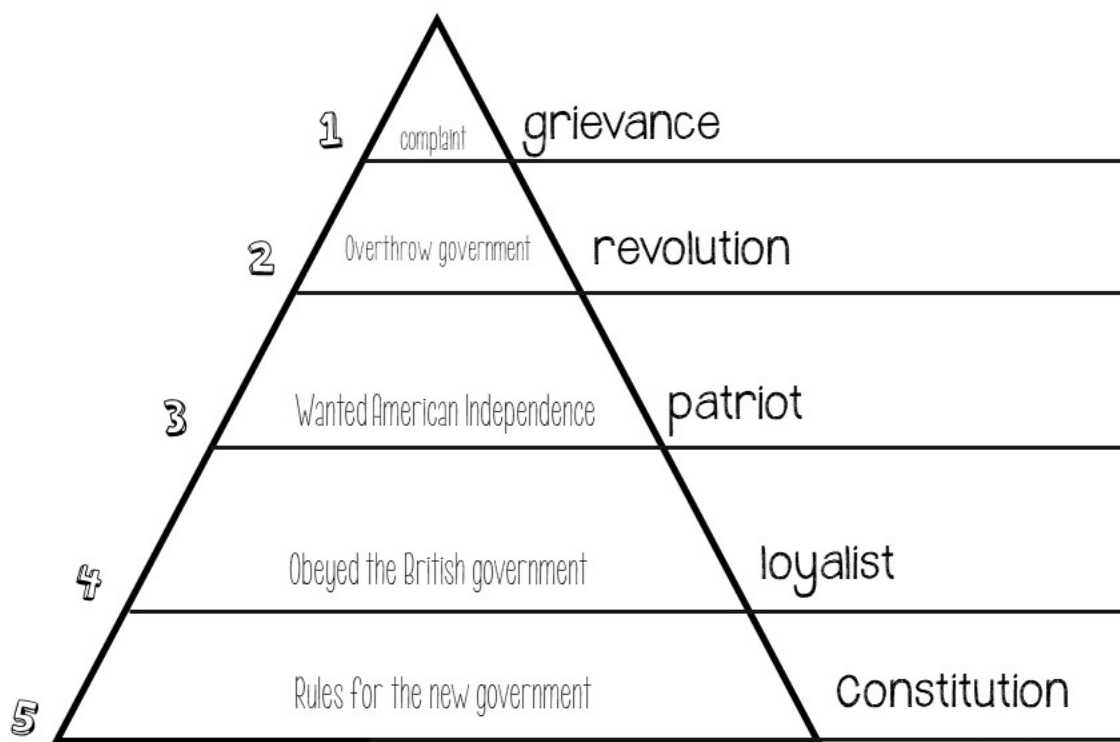 1 complaint grievance
2 Overthrow government revolution
3 Wanted American Independence patriot
4 Obeyed the British government loyalist
5 Rules for the new government Constitution